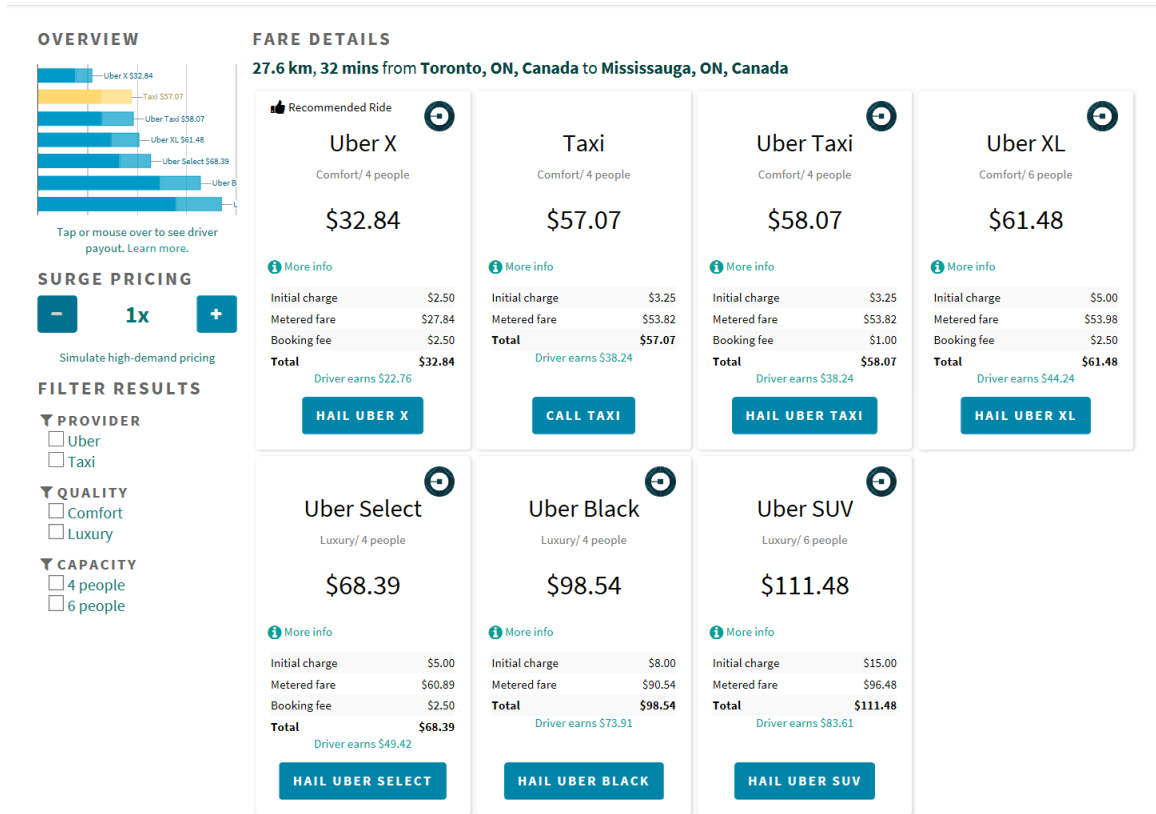 OVERVIEW
Uber X $32.84
Taxi $57.07
Uber Taxi $58.07
Uber XL $61.48
Uber Select $68.39
Uber B
Tap or mouse over to see driver
payout. Learn more.
SURGE PRICING
− 1x +
Simulate high-demand pricing
FILTER RESULTS
PROVIDER
Uber
Taxi
QUALITY
Comfort
Luxury
CAPACITY
4 people
6 people
FARE DETAILS
27.6 km, 32 mins from Toronto, ON, Canada to Mississauga, ON, Canada
Recommended Ride
Uber X
Comfort/ 4 people
$32.84
More info
Initial charge $2.50
Metered fare $27.84
Booking fee $2.50
Total $32.84
Driver earns $22.76
HAIL UBER X
Taxi
Comfort/ 4 people
$57.07
More info
Initial charge $3.25
Metered fare $53.82
Total $57.07
Driver earns $38.24
CALL TAXI
Uber Taxi
Comfort/ 4 people
$58.07
More info
Initial charge $3.25
Metered fare $53.82
Booking fee $1.00
Total $58.07
Driver earns $38.24
HAIL UBER TAXI
Uber XL
Comfort/ 6 people
$61.48
More info
Initial charge $5.00
Metered fare $53.98
Booking fee $2.50
Total $61.48
Driver earns $44.24
HAIL UBER XL
Uber Select
Luxury/ 4 people
$68.39
More info
Initial charge $5.00
Metered fare $60.89
Booking fee $2.50
Total $68.39
Driver earns $49.42
HAIL UBER SELECT
Uber Black
Luxury/ 4 people
$98.54
More info
Initial charge $8.00
Metered fare $90.54
Total $98.54
Driver earns $73.91
HAIL UBER BLACK
Uber SUV
Luxury/ 6 people
$111.48
More info
Initial charge $15.00
Metered fare $96.48
Total $111.48
Driver earns $83.61
HAIL UBER SUV